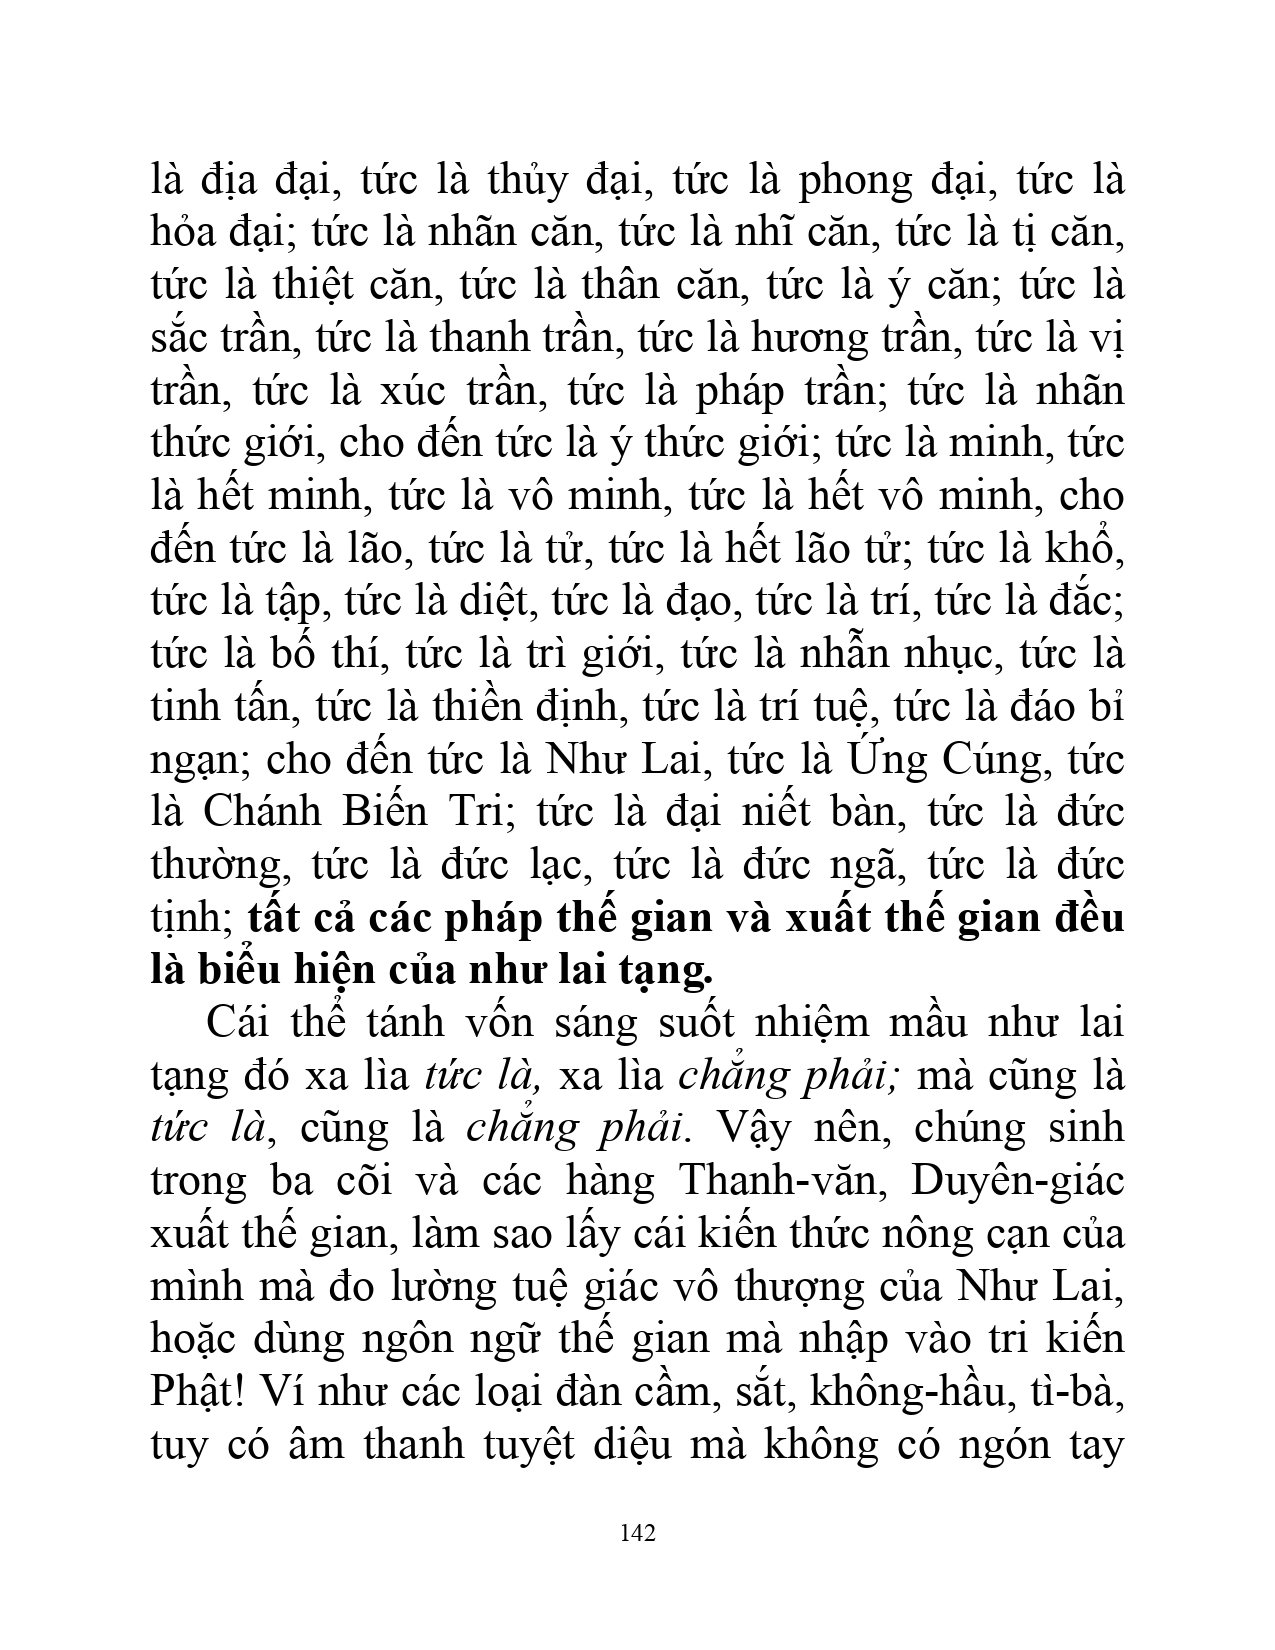 là địa đại, tức là thủy đại, tức là phong đại, tức là
hỏa đại; tức là nhãn căn, tức là nhĩ căn, tức là tị căn,
tức là thiệt căn, tức là thân căn, tức là ý căn; tức là
sắc trần, tức là thanh trần, tức là hương trần, tức là vị
trần, tức là xúc trần, tức là pháp trần; tức là nhãn
thức giới, cho đến tức là ý thức giới; tức là minh, tức
là hết minh, tức là vô minh, tức là hết vô minh, cho
đến tức là lão, tức là tử, tức là hết lão tử; tức là khổ,
tức là tập, tức là diệt, tức là đạo, tức là trí, tức là đắc;
tức là bố thí, tức là trì giới, tức là nhẫn nhục, tức là
tinh tấn, tức là thiền định, tức là trí tuệ, tức là đáo bỉ
ngạn; cho đến tức là Như Lai, tức là Ứng Cúng, tức
là Chánh Biến Tri; tức là đại niết bàn, tức là đức
thường, tức là đức lạc, tức là đức ngã, tức là đức
tịnh; tất cả các pháp thế gian và xuất thế gian đều
là biểu hiện của như lai tạng.
Cái thể tánh vốn sáng suốt nhiệm mầu như lai
tạng đó xa lìa tức là, xa lìa chẳng phải; mà cũng là
tức là, cũng là chẳng phải. Vậy nên, chúng sinh
trong ba cõi và các hàng Thanh-văn, Duyên-giác
xuất thế gian, làm sao lấy cái kiến thức nông cạn của
mình mà đo lường tuệ giác vô thượng của Như Lai,
hoặc dùng ngôn ngữ thế gian mà nhập vào tri kiến
Phật! Ví như các loại đàn cầm, sắt, không-hầu, tì-bà,
tuy có âm thanh tuyệt diệu mà không có ngón tay
142